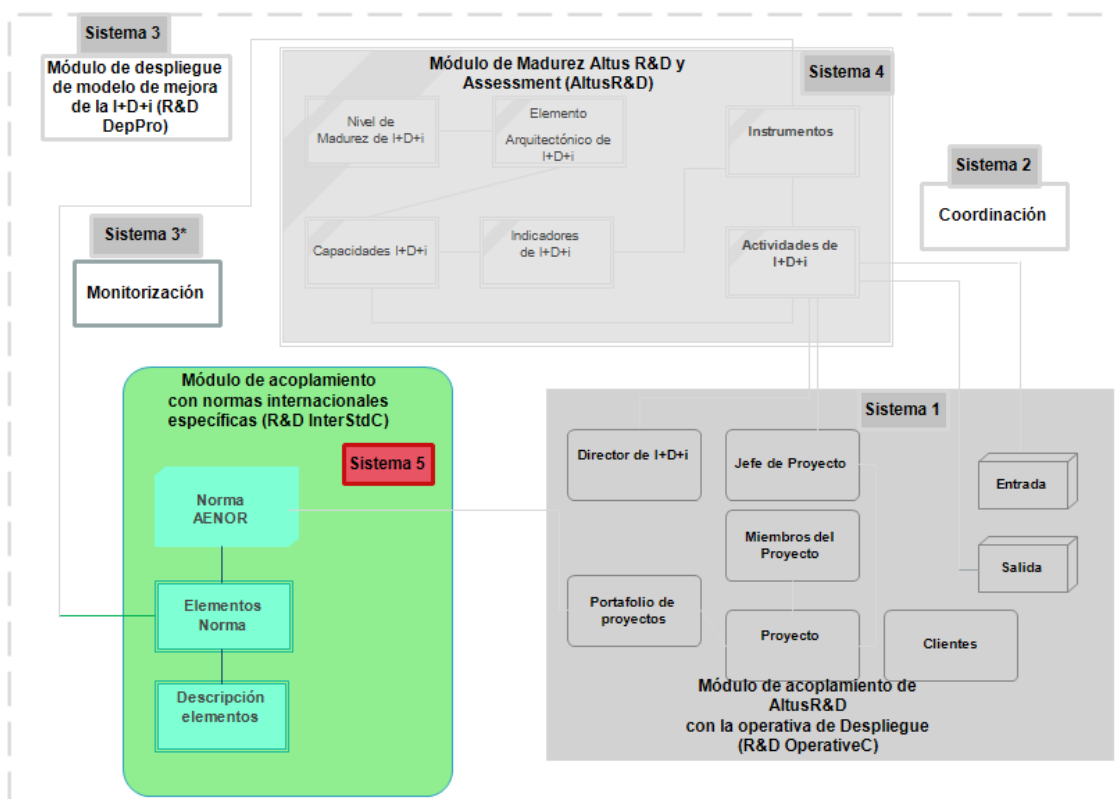 Sistema 3
Módulo de despliegue
de modelo de mejora
de la I+D+i (R&D
DepPro)
Módulo de Madurez Altus R&D y
Assessment (AltusR&D)
Sistema 4
Nivel de
Madurez de I+D+i
Elemento
Arquitectónico de
I+D+i
Instrumentos
Sistema 2
Coordinación
Sistema 3*
Monitorización
Capacidades I+D+i
Indicadores
de I+D+i
Actividades de
I+D+i
Módulo de acoplamiento
con normas internacionales
específicas (R&D InterStdC)
Sistema 5
Norma
AENOR
Elementos
Norma
Descripción
elementos
Sistema 1
Director de I+D+i
Jefe de Proyecto
Entrada
Miembros del
Proyecto
Salida
Portafolio de
proyectos
Proyecto
Clientes
Módulo de acoplamiento de
AltusR&D
con la operativa de Despliegue
(R&D OperativeC)